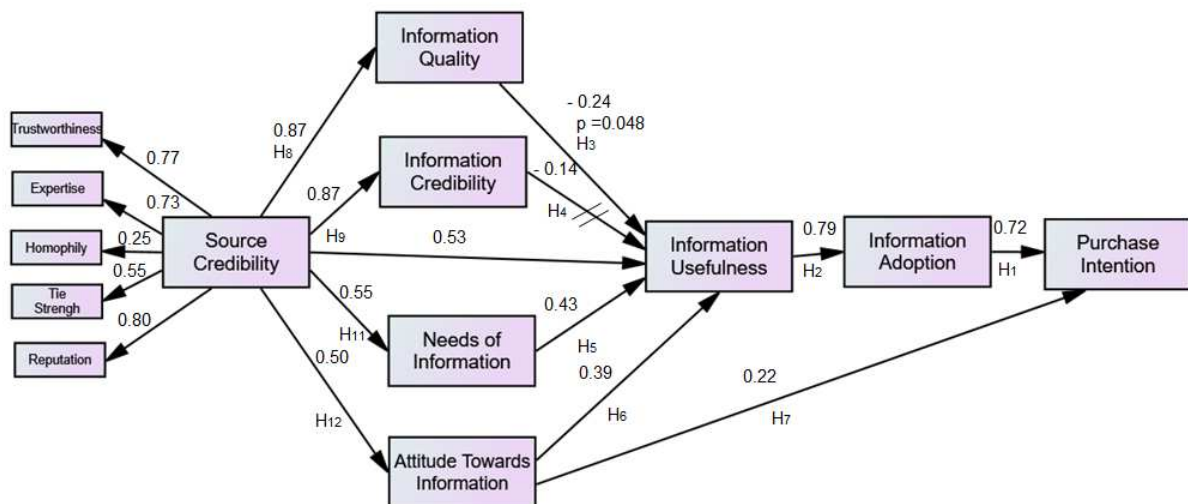 Information
Quality
- 0.24
p =0.048
H3
0.87
H8
Trustworthiness
0.77
Expertise
0.73
Homophily
0.25
Tie
Strengh
0.55
Reputation
0.80
Source
Credibility
Information
Credibility
0.87
H9
- 0.14
H4
0.53
Information
Usefulness
0.79
H2
Information
Adoption
0.72
H1
Purchase
Intention
0.55
H11
Needs of
Information
0.43
H5
0.50
H12
Attitude Towards
Information
0.39
H6
0.22
H7